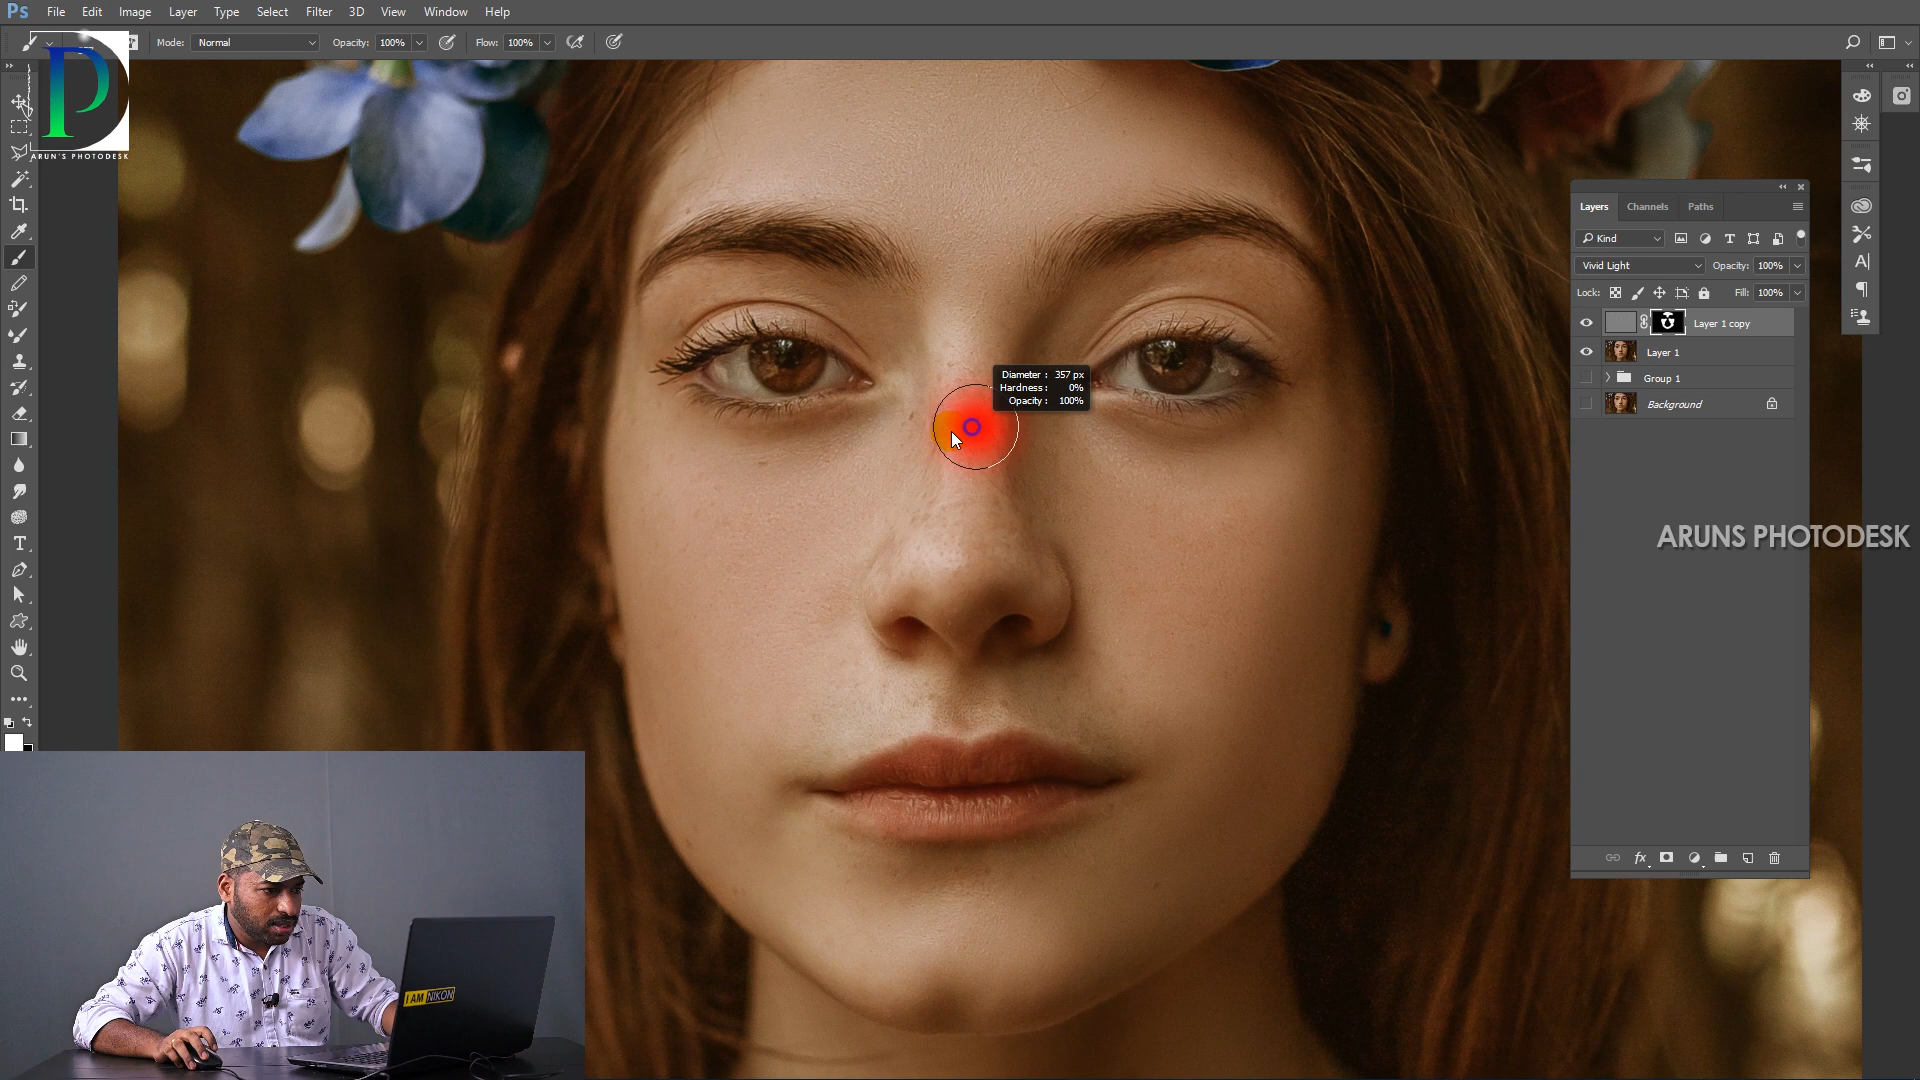 Ps File Edit Image Layer Type Select Filter 3D View Window Help
Mode: Normal Opacity: 100% Flow: 100%
D
ARUN'S PHOTODESK
Layers Channels Paths
Kind
Vivid Light Opacity: 100%
Lock: Fill: 100%
Layer 1 copy
Layer 1
Group 1
Background
Diameter : 357 px
Hardness : 0%
Opacity : 100%
ARUNS PHOTODESK
I AM NIKON